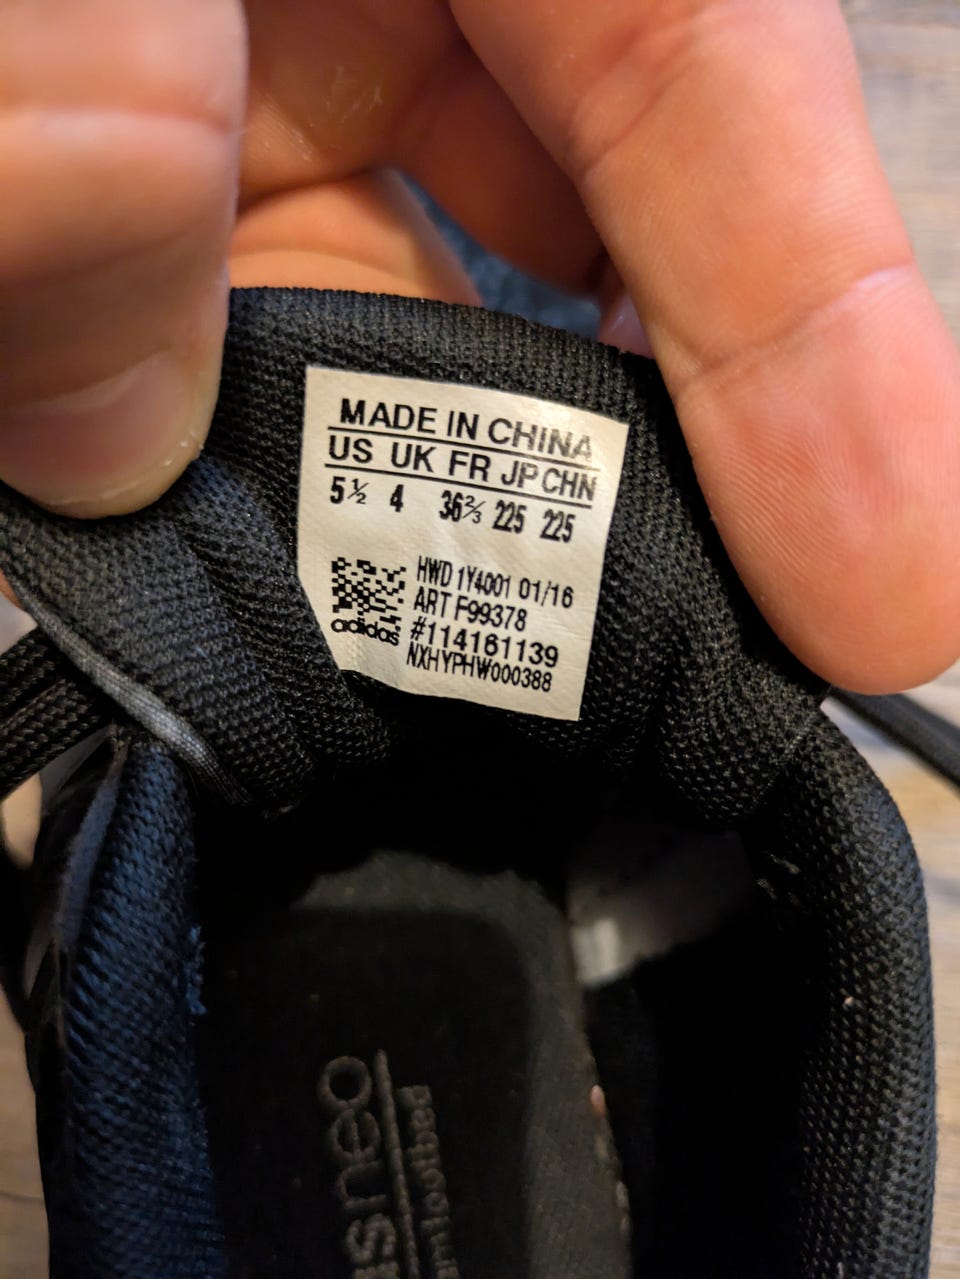 MADE IN CHINA
US UK FR JP CHN
5½ 4 36⅔ 225 225
HWD 1Y4001 01/16
ART F99378
adidas #114161139
NXHYPHW000388
neo